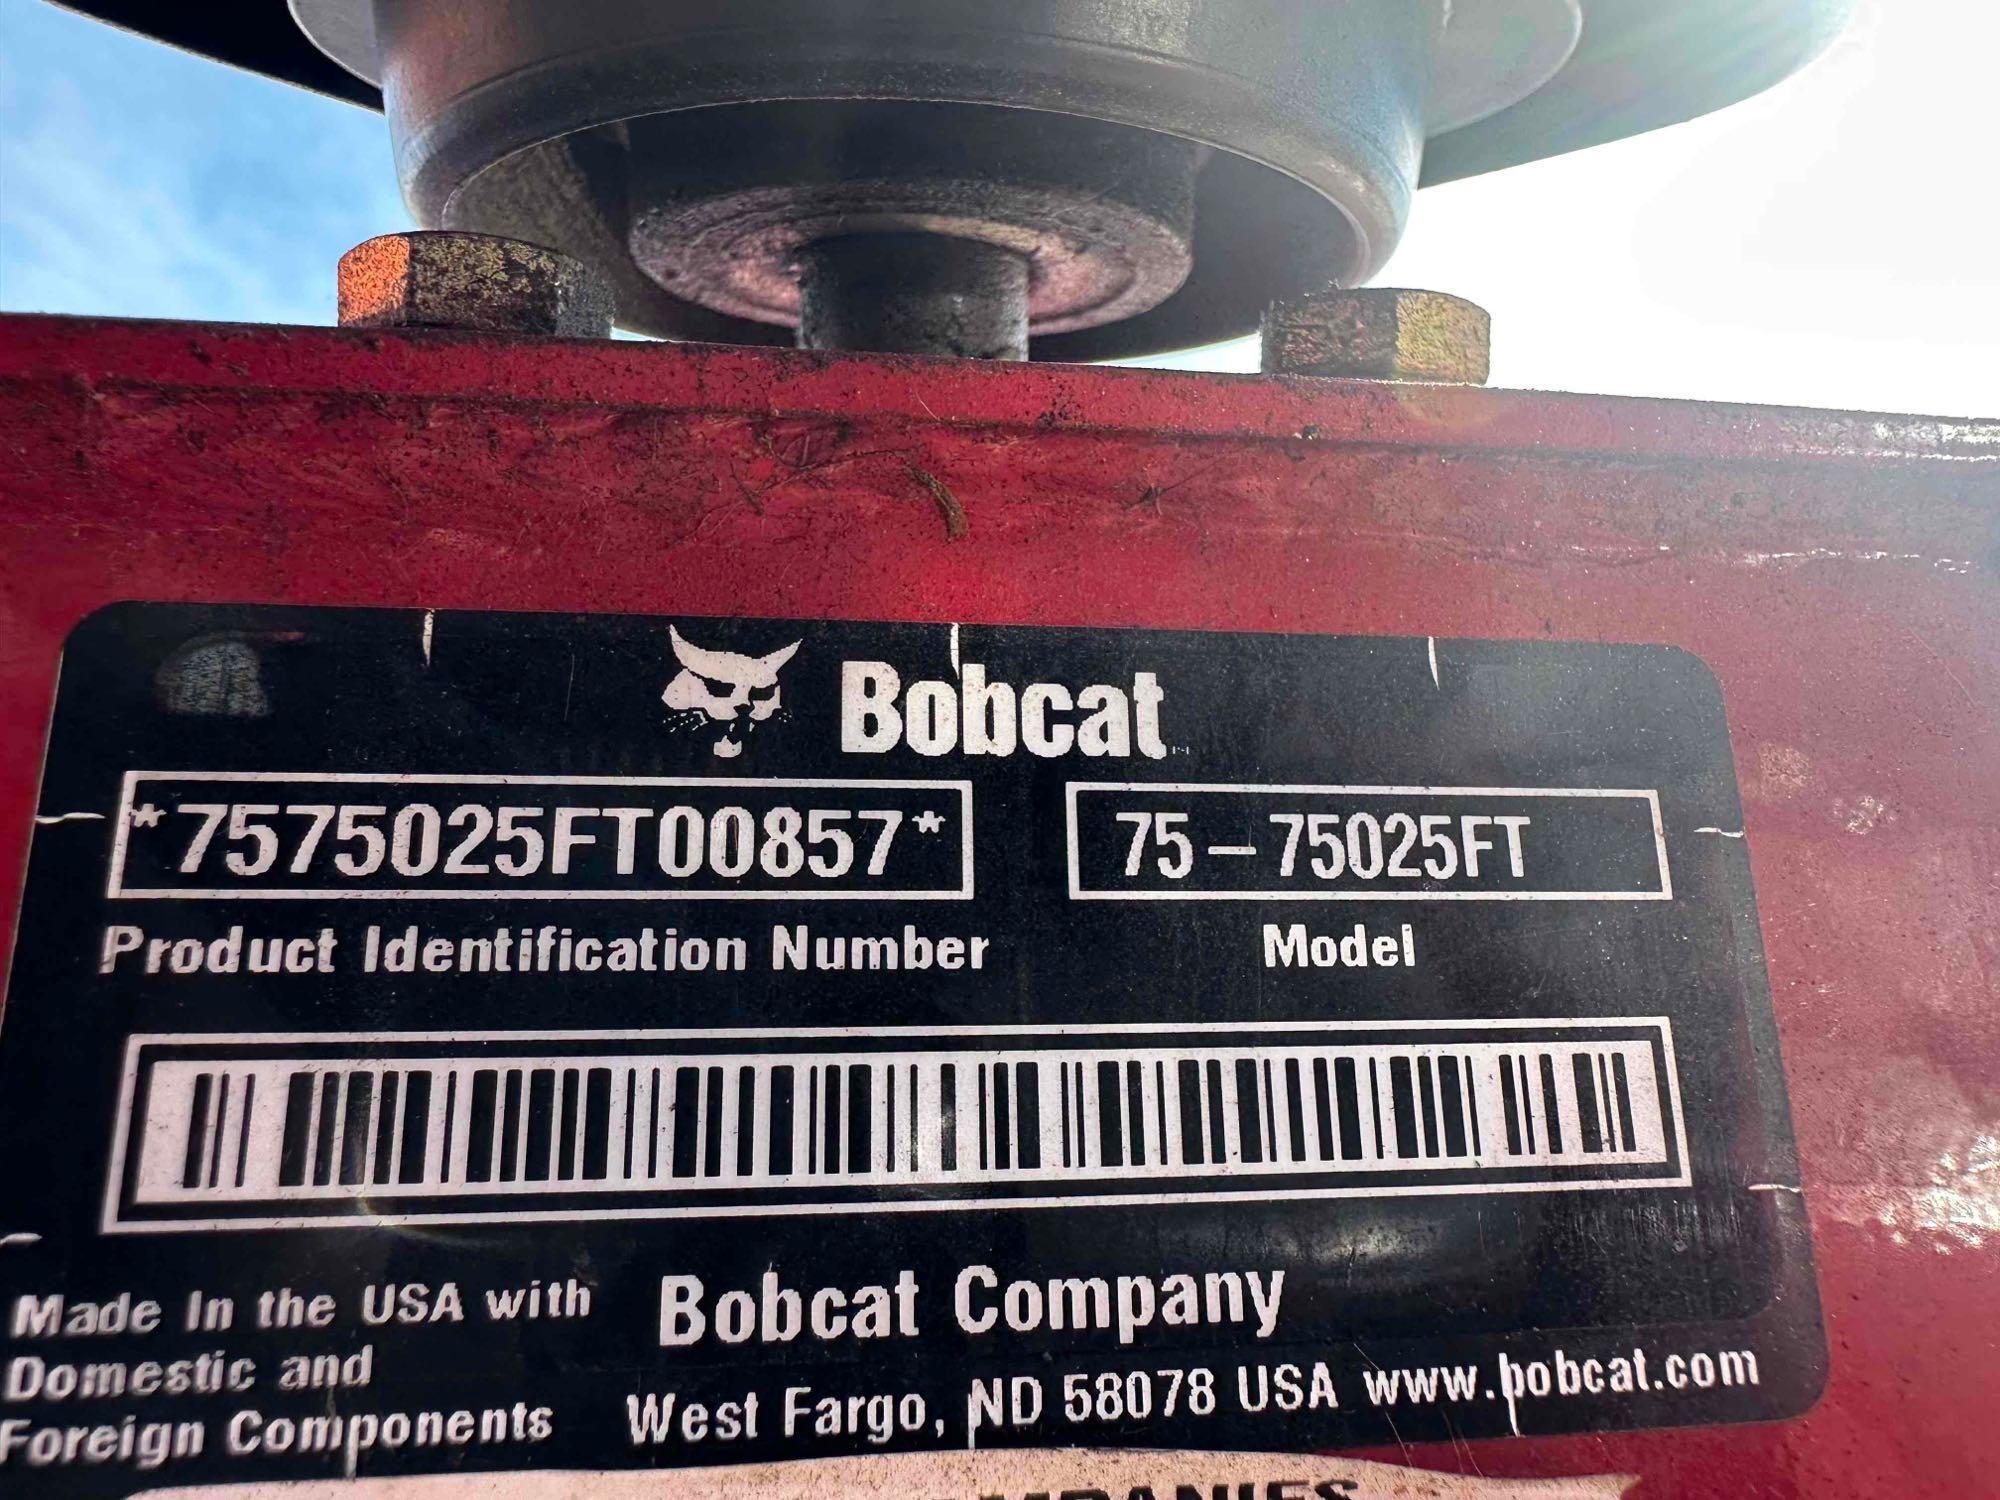 Bobcat
*7575025FT00857*
75-75025FT
Product Identification Number
Model
Made In the USA with
Domestic and
Foreign Components
Bobcat Company
West Fargo, ND 58078 USA www.bobcat.com